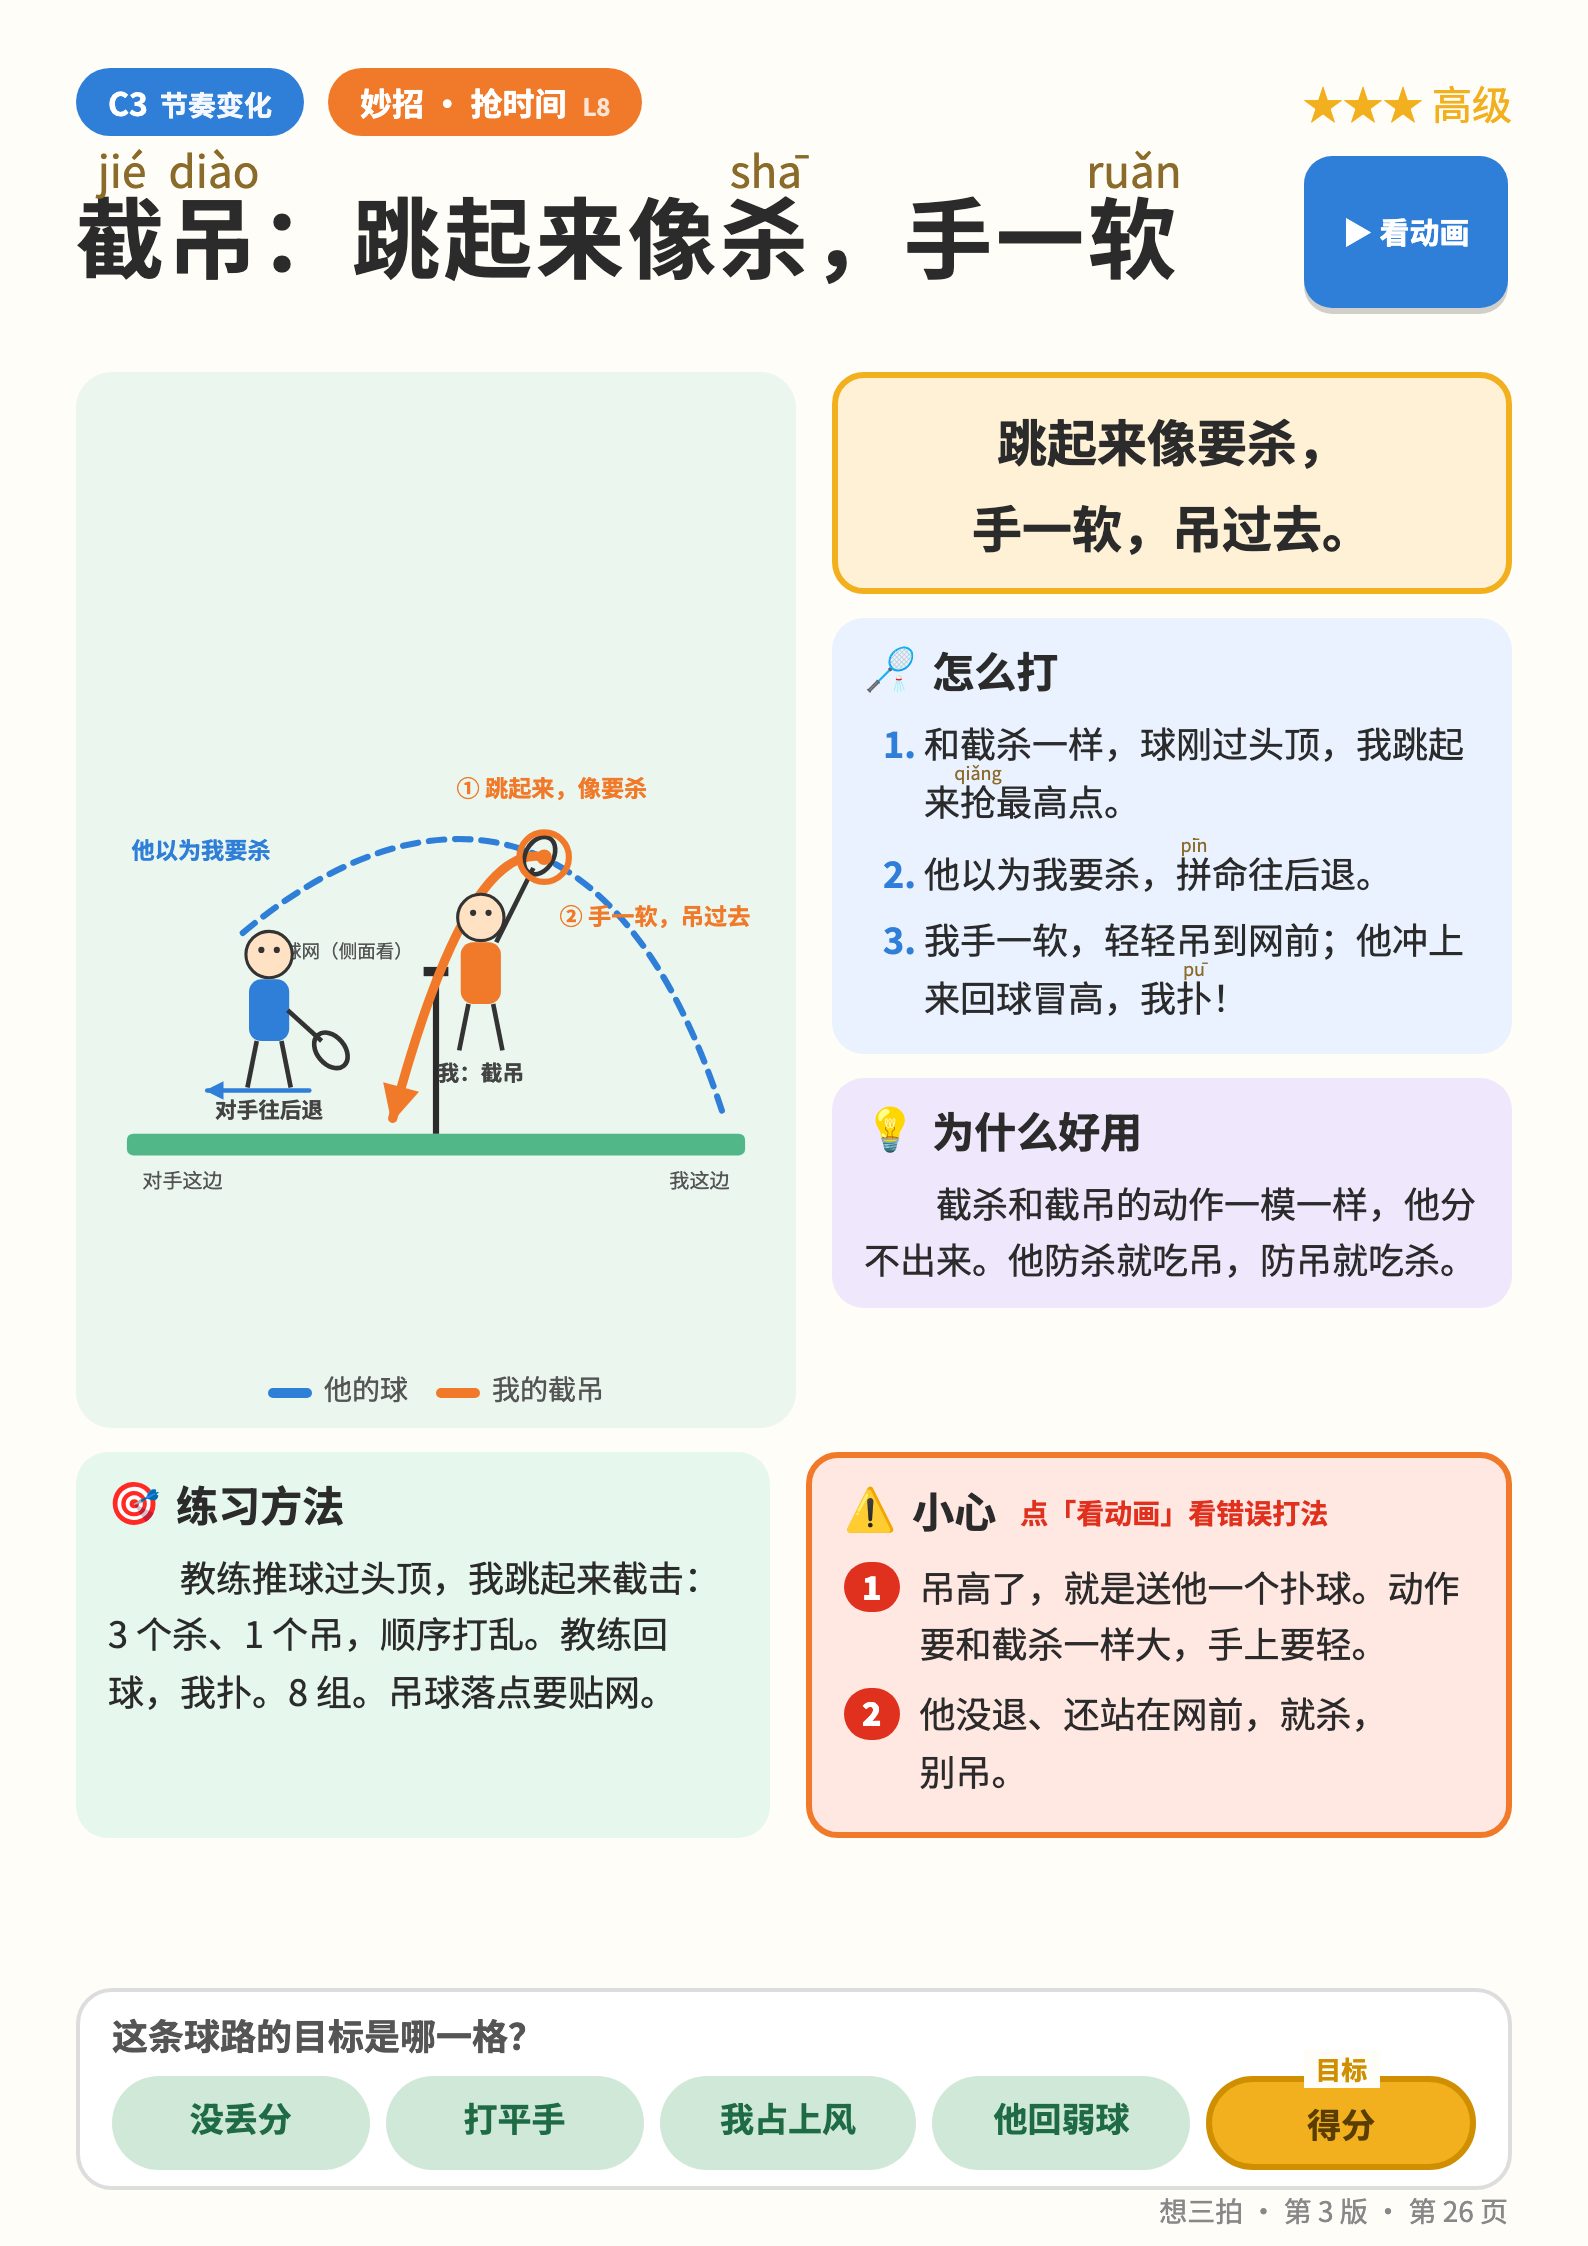 C3 节奏变化
妙招 · 抢时间 L8
★★★ 高级
jié diào shā ruǎn
截吊：跳起来像杀，手一软
▶ 看动画
① 跳起来，像要杀
他以为我要杀
② 手一软，吊过去
球网（侧面看）
我：截吊
对手往后退
对手这边
我这边
他的球
我的截吊
跳起来像要杀，
手一软，吊过去。
怎么打
1. 和截杀一样，球刚过头顶，我跳起
qiǎng
来抢最高点。
pīn
2. 他以为我要杀，拼命往后退。
3. 我手一软，轻轻吊到网前；他冲上
pū
来回球冒高，我扑！
为什么好用
截杀和截吊的动作一模一样，他分
不出来。他防杀就吃吊，防吊就吃杀。
练习方法
教练推球过头顶，我跳起来截击：
3 个杀、1 个吊，顺序打乱。教练回
球，我扑。8 组。吊球落点要贴网。
小心 点「看动画」看错误打法
1 吊高了，就是送他一个扑球。动作
要和截杀一样大，手上要轻。
2 他没退、还站在网前，就杀，
别吊。
这条球路的目标是哪一格？
没丢分
打平手
我占上风
他回弱球
目标
得分
想三拍 · 第 3 版 · 第 26 页